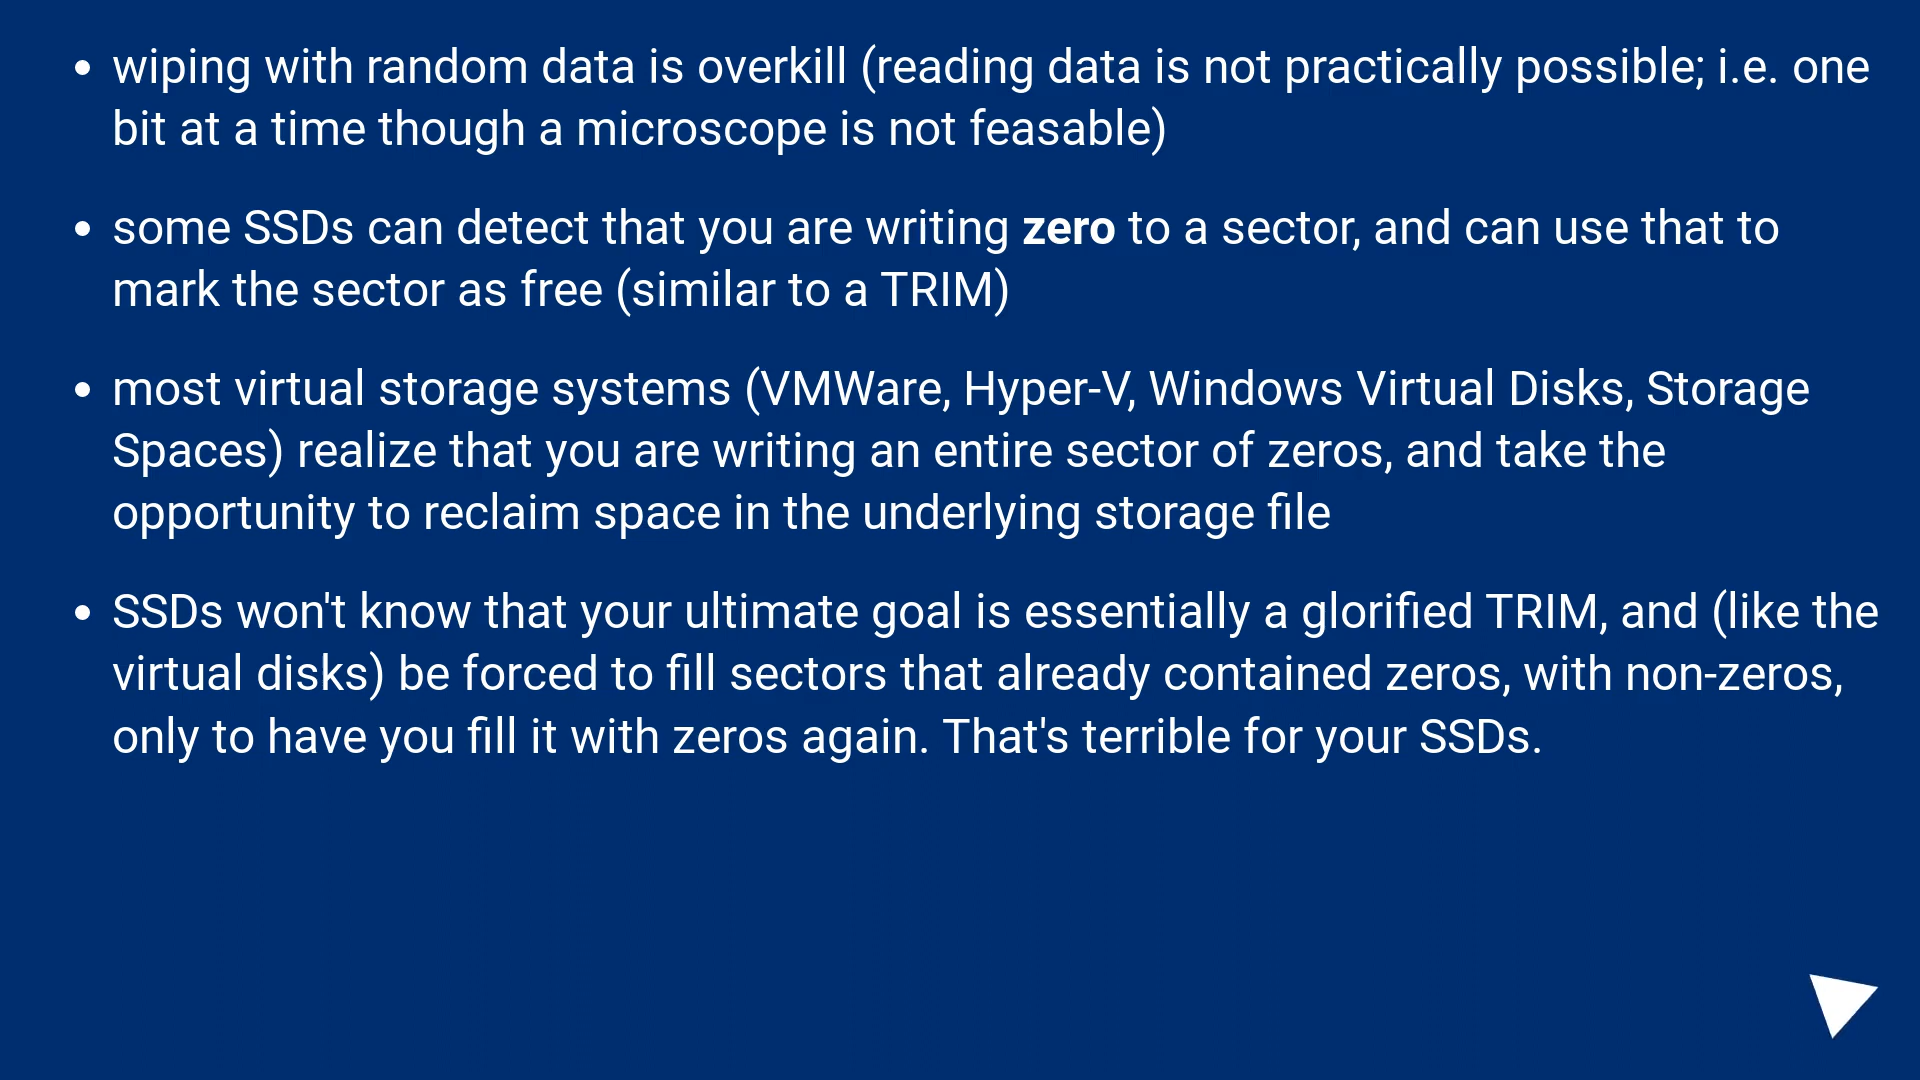 • wiping with random data is overkill (reading data is not practically possible; i.e. one
bit at a time though a microscope is not feasable)
• some SSDs can detect that you are writing zero to a sector, and can use that to
mark the sector as free (similar to a TRIM)
• most virtual storage systems (VMWare, Hyper-V, Windows Virtual Disks, Storage
Spaces) realize that you are writing an entire sector of zeros, and take the
opportunity to reclaim space in the underlying storage file
• SSDs won't know that your ultimate goal is essentially a glorified TRIM, and (like the
virtual disks) be forced to fill sectors that already contained zeros, with non-zeros,
only to have you fill it with zeros again. That's terrible for your SSDs.